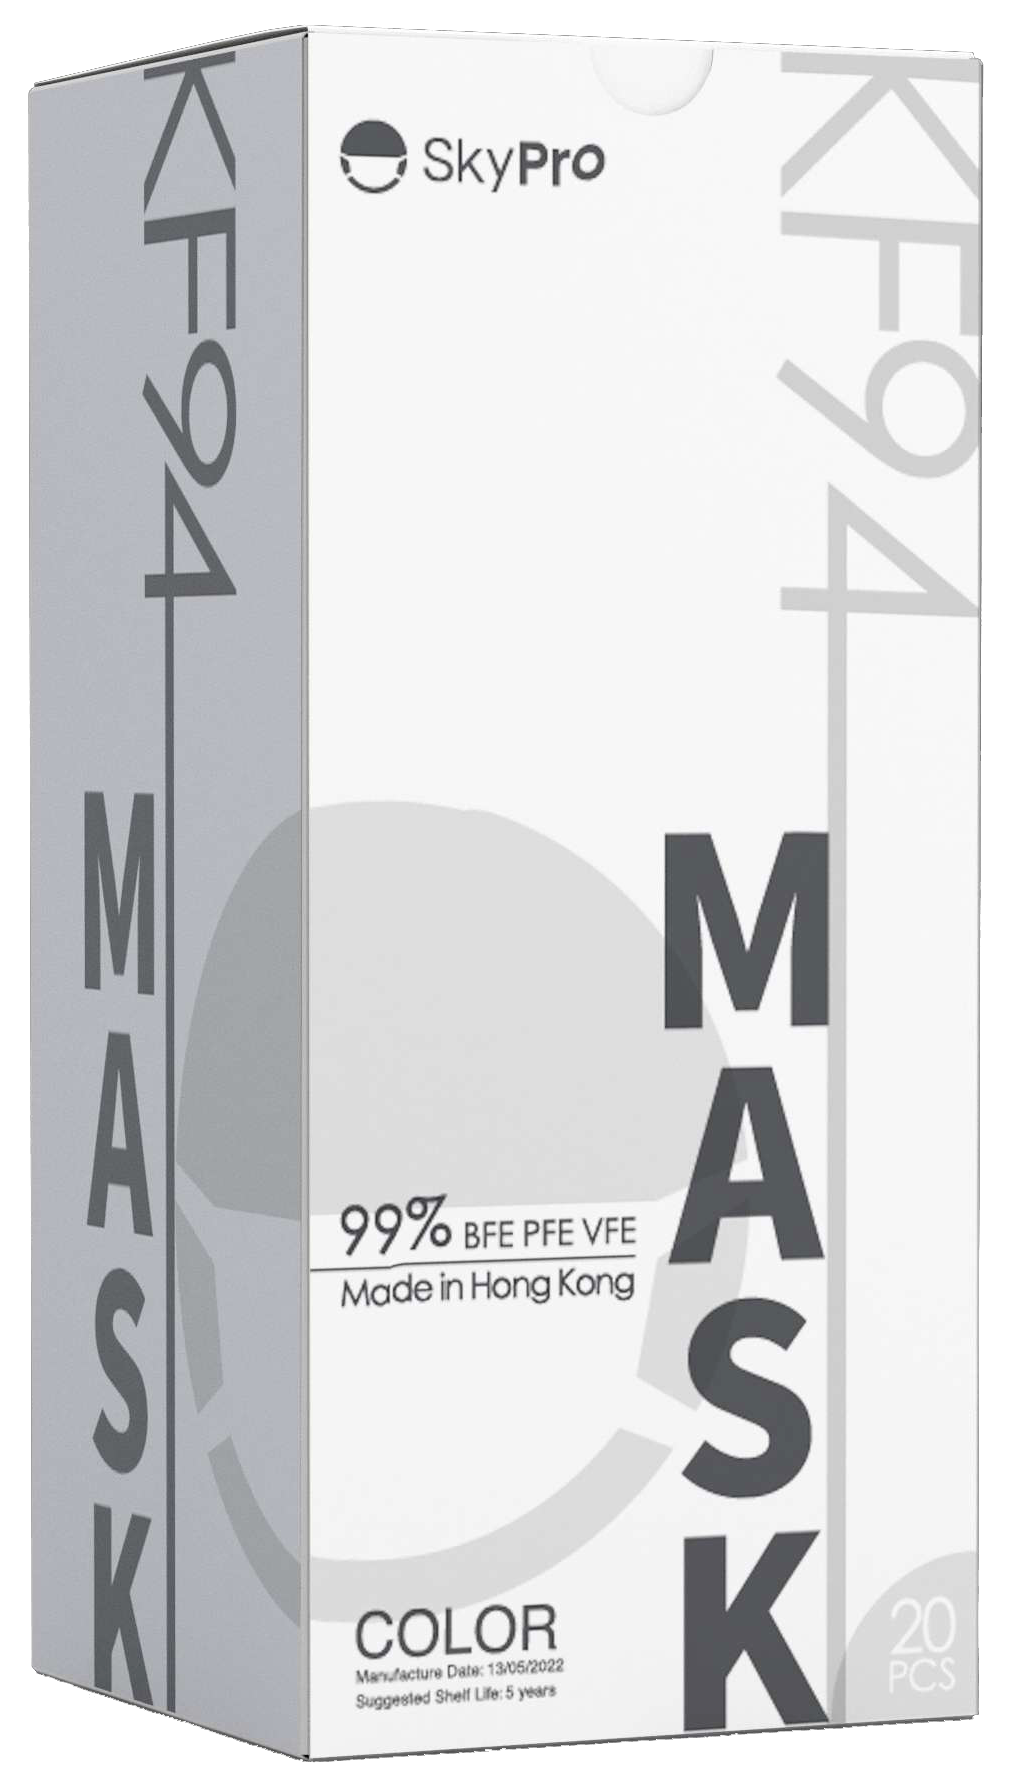 KF94
MASK
SkyPro
KF94
MASK
99% BFE PFE VFE
Made in Hong Kong
COLOR
Manufacture Date: 13/05/2022
Suggested Shelf Life: 5 years
20
PCS